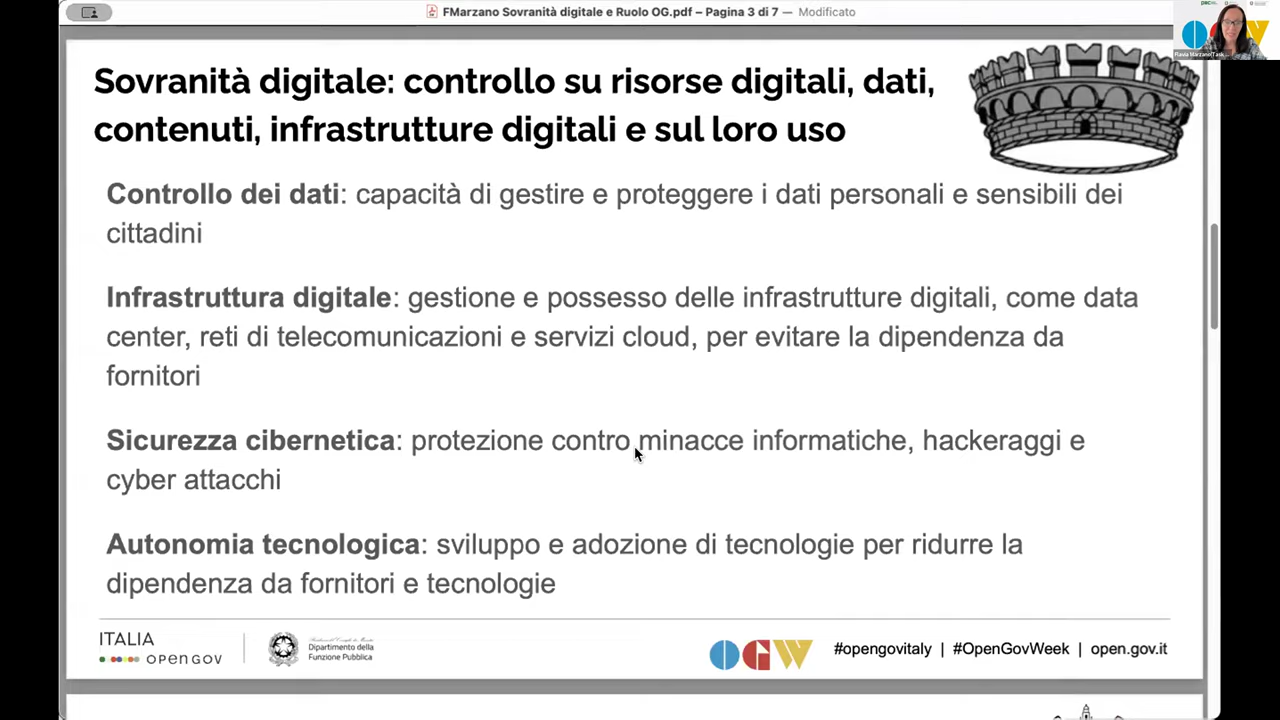 FMarzano Sovranità digitale e Ruolo OG.pdf – Pagina 3 di 7 — Modificato
Sovranità digitale: controllo su risorse digitali, dati,
contenuti, infrastrutture digitali e sul loro uso
Controllo dei dati: capacità di gestire e proteggere i dati personali e sensibili dei
cittadini
Infrastruttura digitale: gestione e possesso delle infrastrutture digitali, come data
center, reti di telecomunicazioni e servizi cloud, per evitare la dipendenza da
fornitori
Sicurezza cibernetica: protezione contro minacce informatiche, hackeraggi e
cyber attacchi
Autonomia tecnologica: sviluppo e adozione di tecnologie per ridurre la
dipendenza da fornitori e tecnologie
ITALIA
OPEN GOV
Dipartimento della
Funzione Pubblica
OGW
#opengovitaly | #OpenGovWeek | open.gov.it